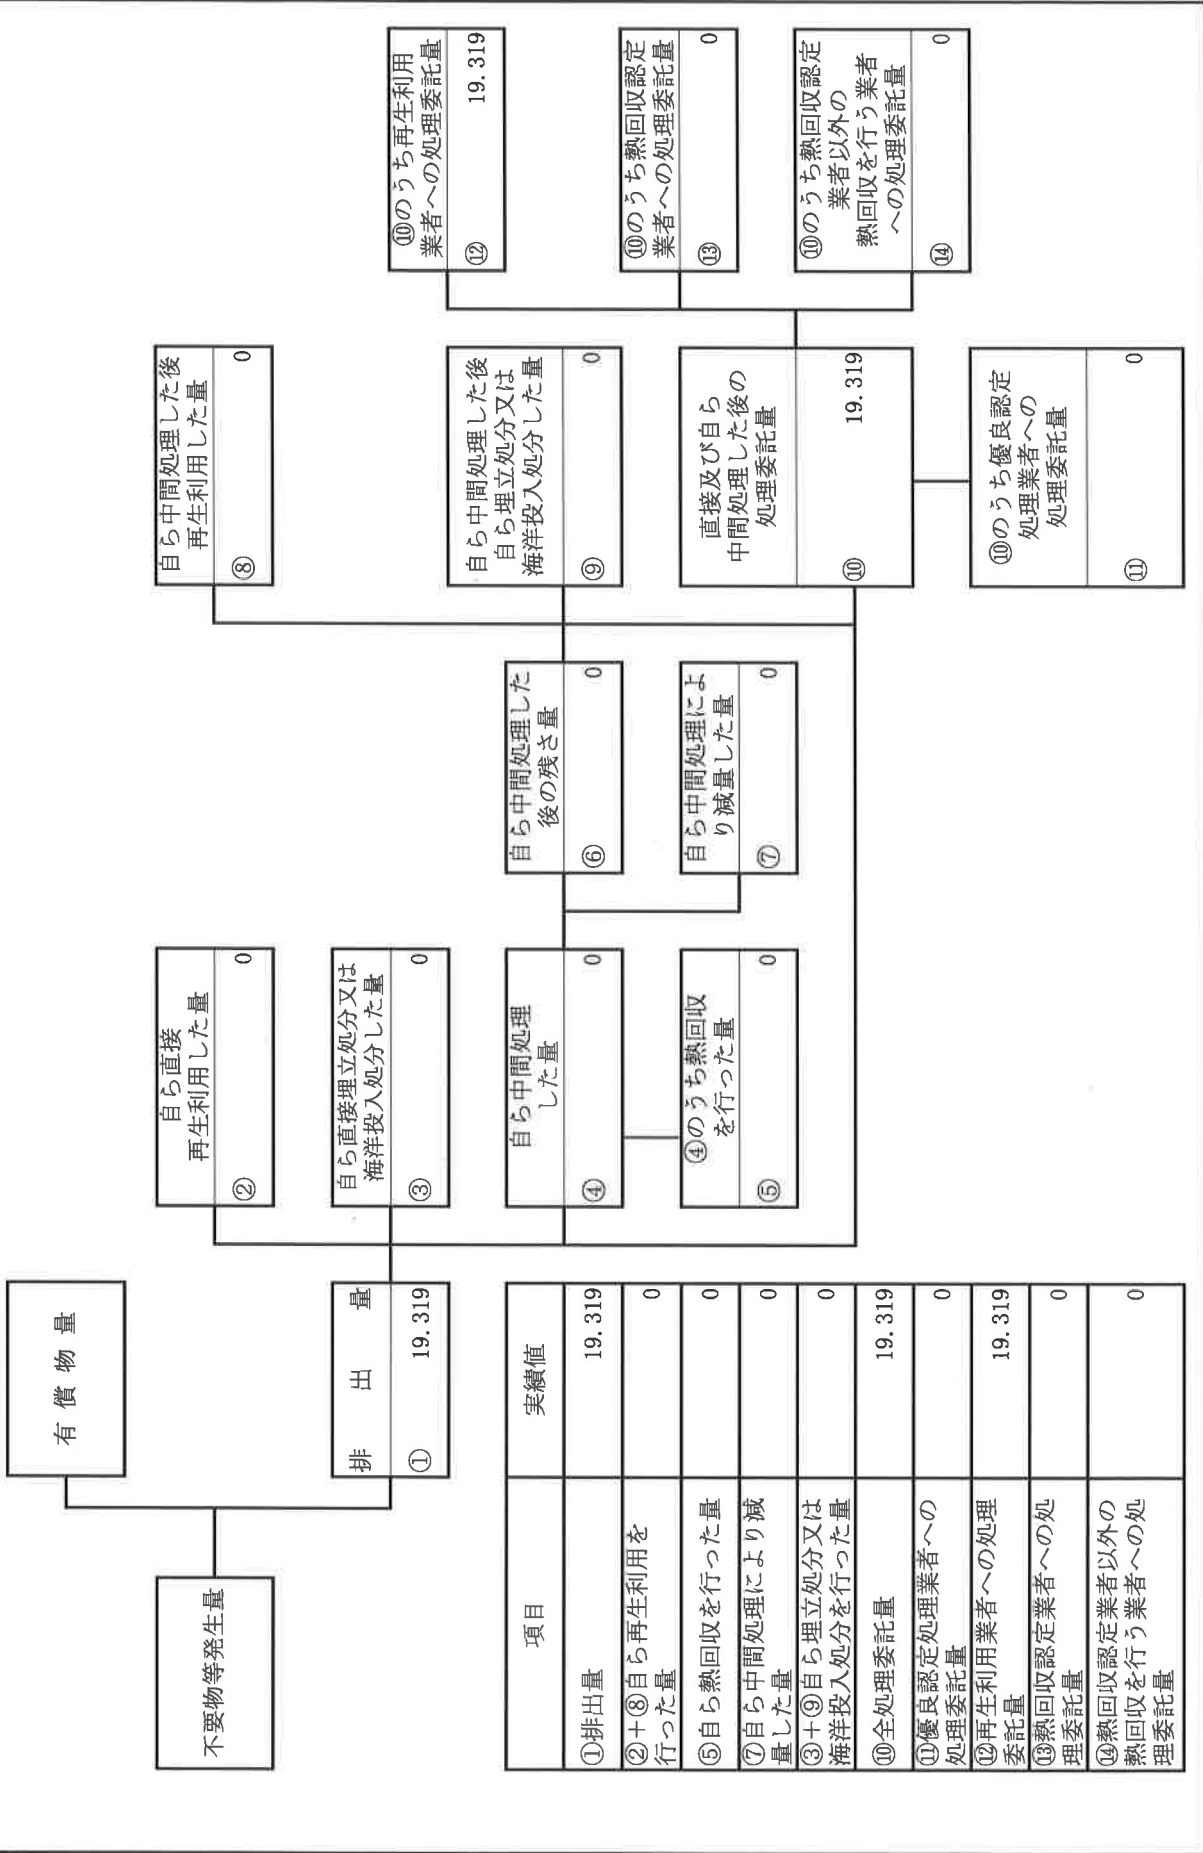 有償物量
不要物等発生量
排出量
① 19.319
自ら直接
再生利用した量
② 0
自ら直接埋立処分又は
海洋投入処分した量
③ 0
自ら中間処理
した量
④ 0
④のうち熱回収
を行った量
⑤ 0
自ら中間処理した
後の残さ量
⑥ 0
自ら中間処理によ
り減量した量
⑦ 0
自ら中間処理した後
再生利用した量
⑧ 0
自ら中間処理した後
自ら埋立処分又は
海洋投入処分した量
⑨ 0
直接及び自ら
中間処理した後の
処理委託量
⑩ 19.319
⑩のうち優良認定
処理業者への
処理委託量
⑪ 0
⑩のうち再生利用
業者への処理委託量
⑫ 19.319
⑩のうち熱回収認定
業者への処理委託量
⑬ 0
⑩のうち熱回収認定
業者以外の
熱回収を行う業者
への処理委託量
⑭ 0
項目 実績値
①排出量 19.319
②+⑧自ら再生利用を
行った量 0
⑤自ら熱回収を行った量 0
⑦自ら中間処理により減
量した量 0
③+⑨自ら埋立処分又は
海洋投入処分を行った量 0
⑩全処理委託量 19.319
⑪優良認定処理業者への
処理委託量 0
⑫再生利用業者への処理
委託量 19.319
⑬熱回収認定業者への処
理委託量 0
⑭熱回収認定業者以外の
熱回収を行う業者への処
理委託量 0